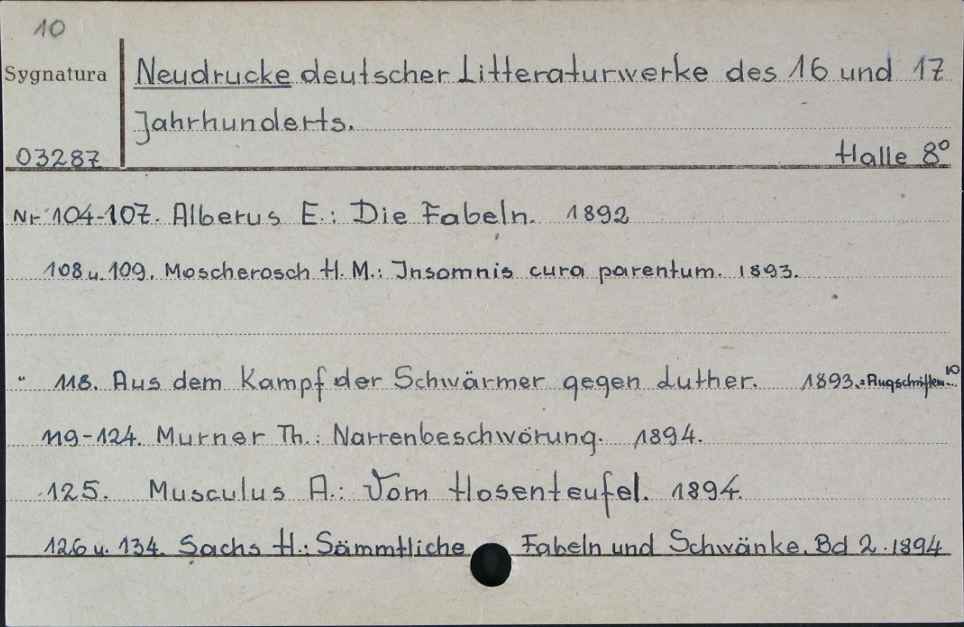 10
Sygnatura
Neudrucke deutscher Litteraturwerke des 16 und 17
Jahrhunderts.
03287
Halle 8°
Nr 104-107. Alberus E.: Die Fabeln. 1892
108 u. 109. Moscherosch H. M.: Insomnis cura parentum. 1893.
" 118. Aus dem Kampf der Schwärmer gegen Luther. 1893.=Flugschriften...10
119-124. Murner Th.: Narrenbeschwörung. 1894.
125. Musculus A.: Vom Hosenteufel. 1894.
126 u. 134. Sachs H.: Sämmtliche Fabeln und Schwänke. Bd 2. 1894